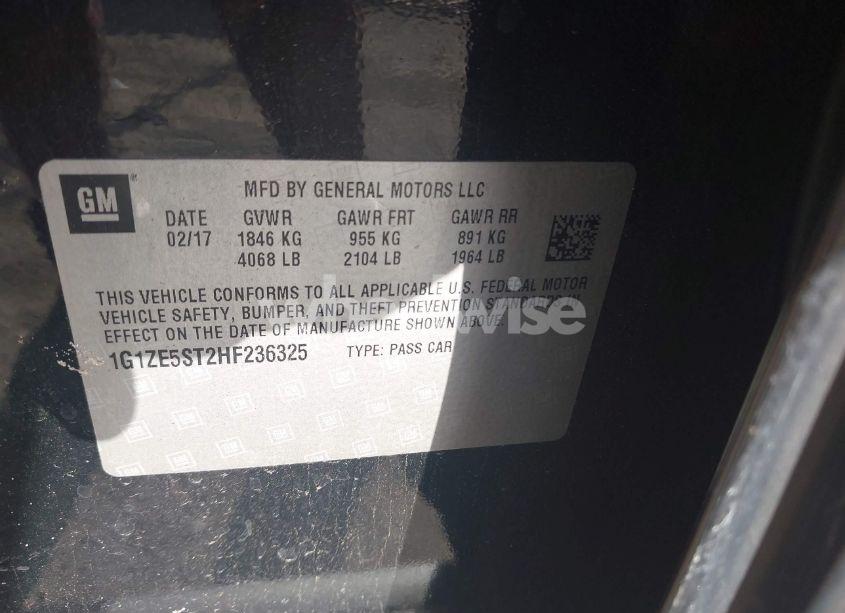 GM
MFD BY GENERAL MOTORS LLC
DATE GVWR GAWR FRT GAWR RR
02/17 1846 KG 955 KG 891 KG
4068 LB 2104 LB 1964 LB
THIS VEHICLE CONFORMS TO ALL APPLICABLE U.S. FEDERAL MOTOR
VEHICLE SAFETY, BUMPER, AND THEFT PREVENTION STANDARDS IN
EFFECT ON THE DATE OF MANUFACTURE SHOWN ABOVE.
1G1ZE5ST2HF236325 TYPE: PASS CAR